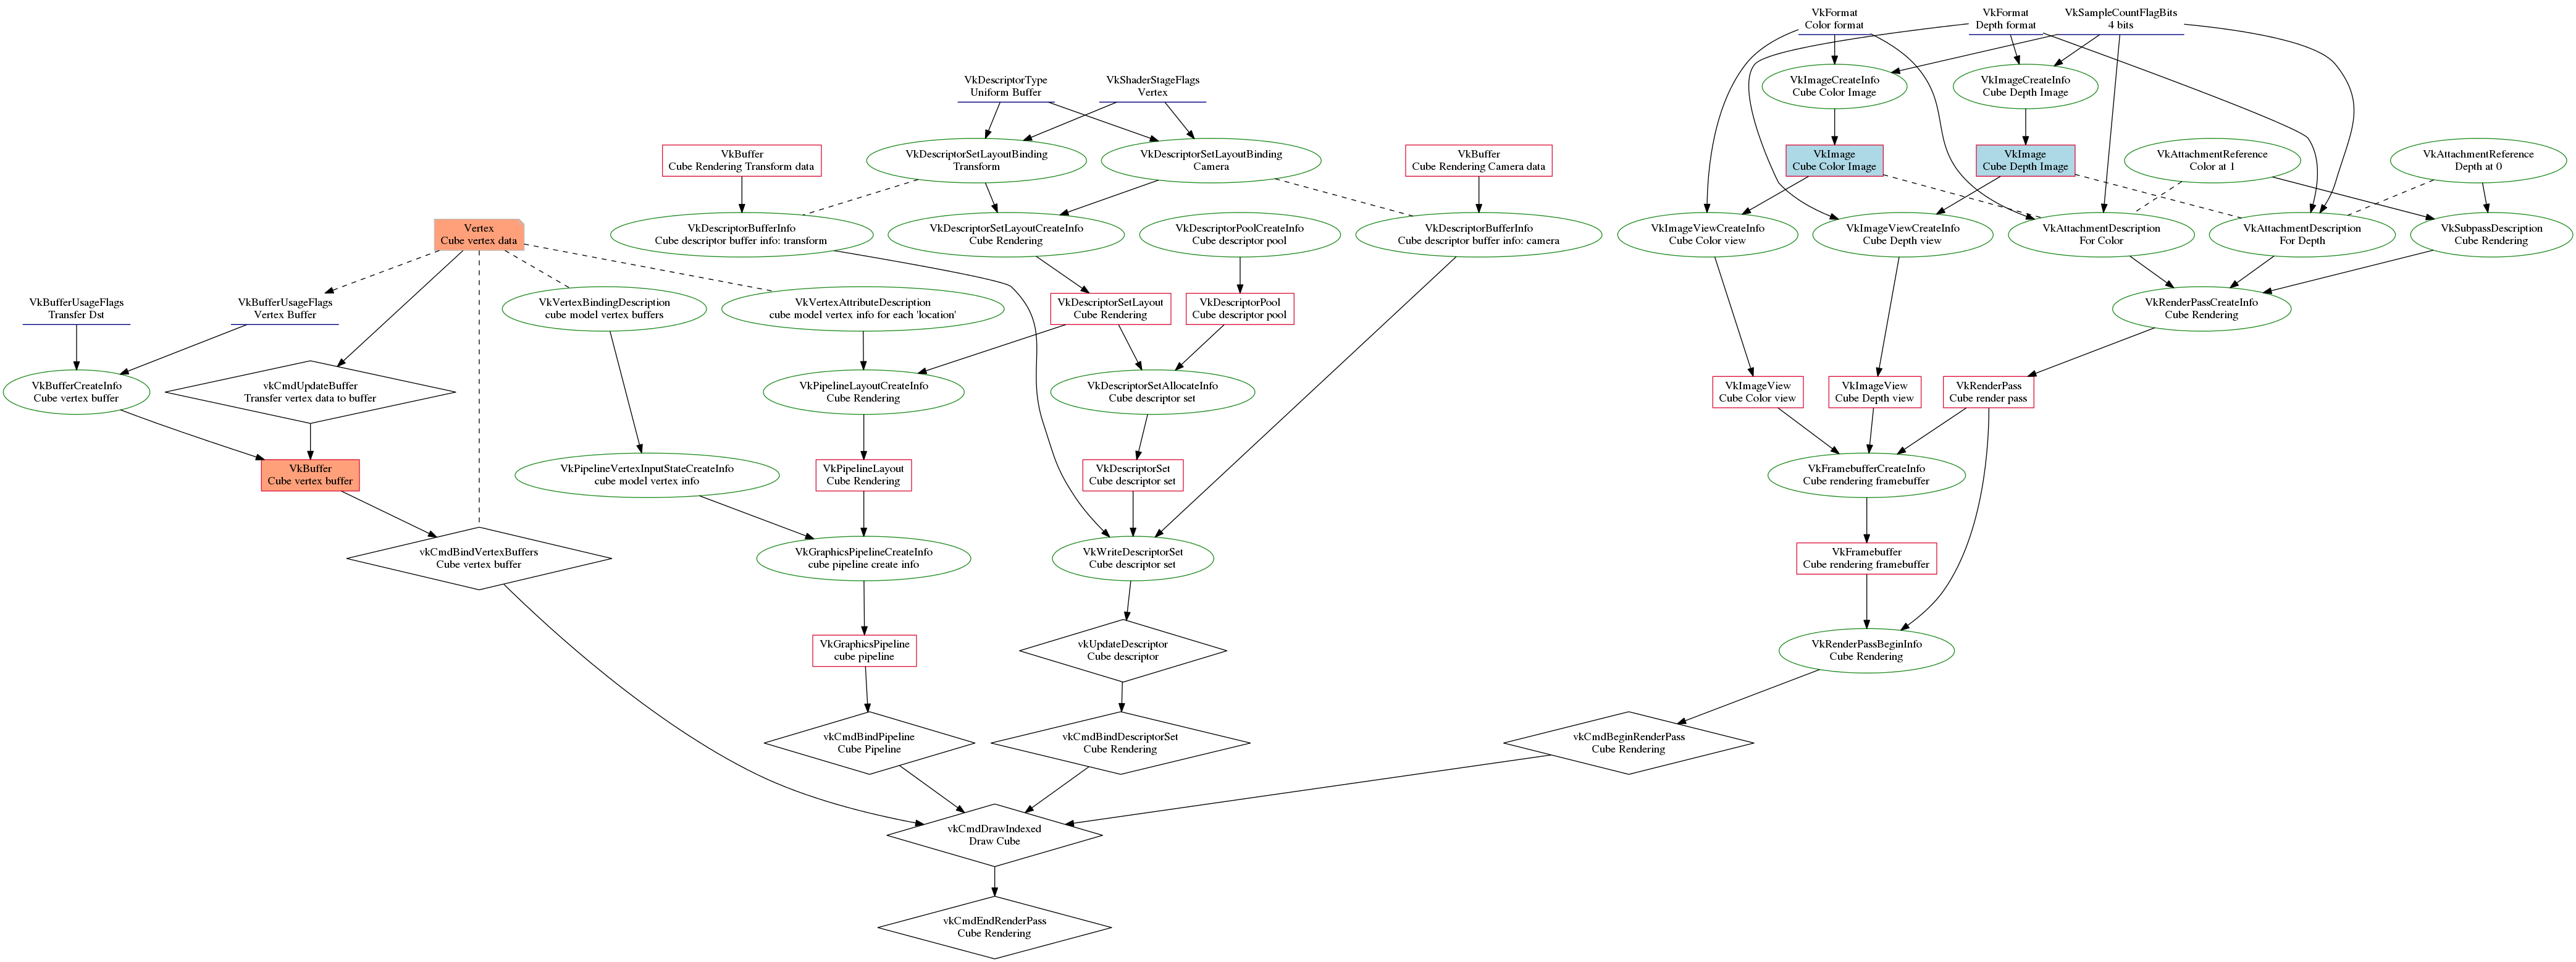 VkFormat
Color format
VkFormat
Depth format
VkSampleCountFlagBits
4 bits
VkDescriptorType
Uniform Buffer
VkShaderStageFlags
Vertex
VkImageCreateInfo
Cube Color Image
VkImageCreateInfo
Cube Depth Image
VkBuffer
Cube Rendering Transform data
VkDescriptorSetLayoutBinding
Transform
VkDescriptorSetLayoutBinding
Camera
VkBuffer
Cube Rendering Camera data
VkImage
Cube Color Image
VkImage
Cube Depth Image
VkAttachmentReference
Color at 1
VkAttachmentReference
Depth at 0
Vertex
Cube vertex data
VkDescriptorBufferInfo
Cube descriptor buffer info: transform
VkDescriptorSetLayoutCreateInfo
Cube Rendering
VkDescriptorPoolCreateInfo
Cube descriptor pool
VkDescriptorBufferInfo
Cube descriptor buffer info: camera
VkImageViewCreateInfo
Cube Color view
VkImageViewCreateInfo
Cube Depth view
VkAttachmentDescription
For Color
VkAttachmentDescription
For Depth
VkSubpassDescription
Cube Rendering
VkBufferUsageFlags
Transfer Dst
VkBufferUsageFlags
Vertex Buffer
VkVertexBindingDescription
cube model vertex buffers
VkVertexAttributeDescription
cube model vertex info for each 'location'
VkDescriptorSetLayout
Cube Rendering
VkDescriptorPool
Cube descriptor pool
VkRenderPassCreateInfo
Cube Rendering
VkBufferCreateInfo
Cube vertex buffer
vkCmdUpdateBuffer
Transfer vertex data to buffer
VkPipelineLayoutCreateInfo
Cube Rendering
VkDescriptorSetAllocateInfo
Cube descriptor set
VkImageView
Cube Color view
VkImageView
Cube Depth view
VkRenderPass
Cube render pass
VkBuffer
Cube vertex buffer
VkPipelineVertexInputStateCreateInfo
cube model vertex info
VkPipelineLayout
Cube Rendering
VkDescriptorSet
Cube descriptor set
VkFramebufferCreateInfo
Cube rendering framebuffer
vkCmdBindVertexBuffers
Cube vertex buffer
VkGraphicsPipelineCreateInfo
cube pipeline create info
VkWriteDescriptorSet
Cube descriptor set
VkFramebuffer
Cube rendering framebuffer
VkGraphicsPipeline
cube pipeline
vkUpdateDescriptor
Cube descriptor
VkRenderPassBeginInfo
Cube Rendering
vkCmdBindPipeline
Cube Pipeline
vkCmdBindDescriptorSet
Cube Rendering
vkCmdBeginRenderPass
Cube Rendering
vkCmdDrawIndexed
Draw Cube
vkCmdEndRenderPass
Cube Rendering